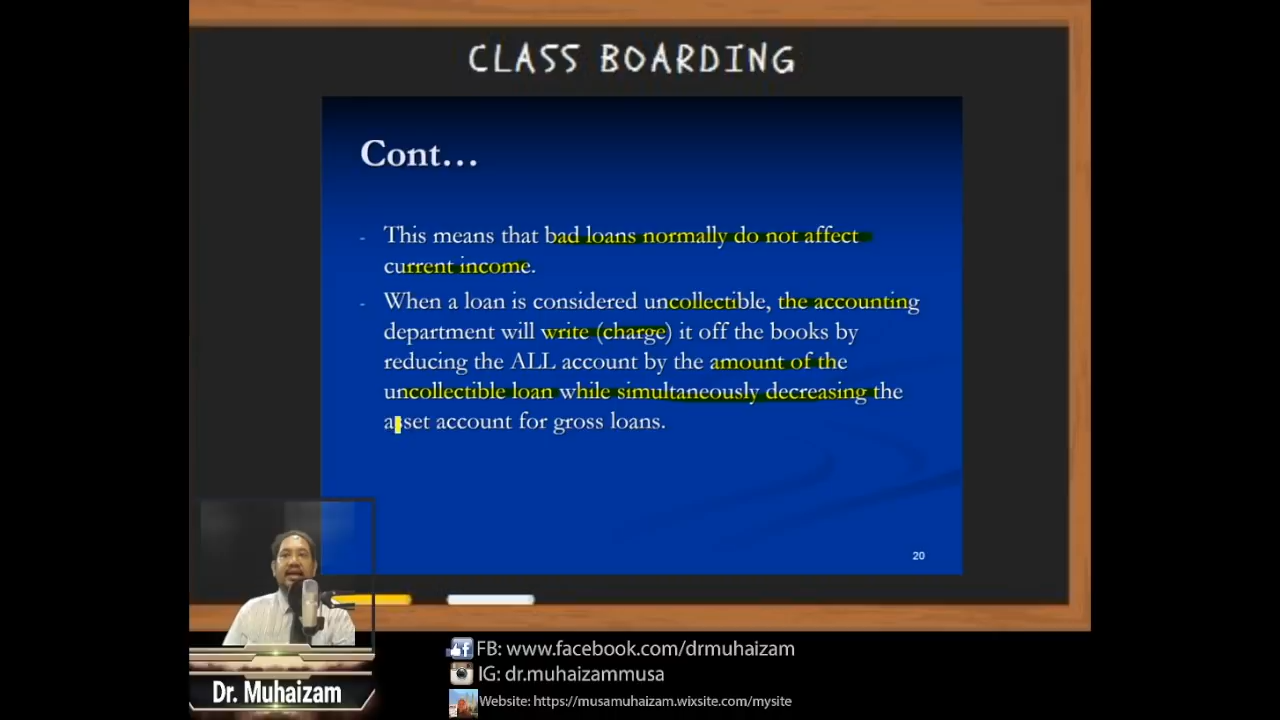 CLASS BOARDING
Cont…
- This means that bad loans normally do not affect
current income.
- When a loan is considered uncollectible, the accounting
department will write (charge) it off the books by
reducing the ALL account by the amount of the
uncollectible loan while simultaneously decreasing the
asset account for gross loans.
20
Dr. Muhaizam
FB: www.facebook.com/drmuhaizam
IG: dr.muhaizammusa
Website: https://musamuhaizam.wixsite.com/mysite